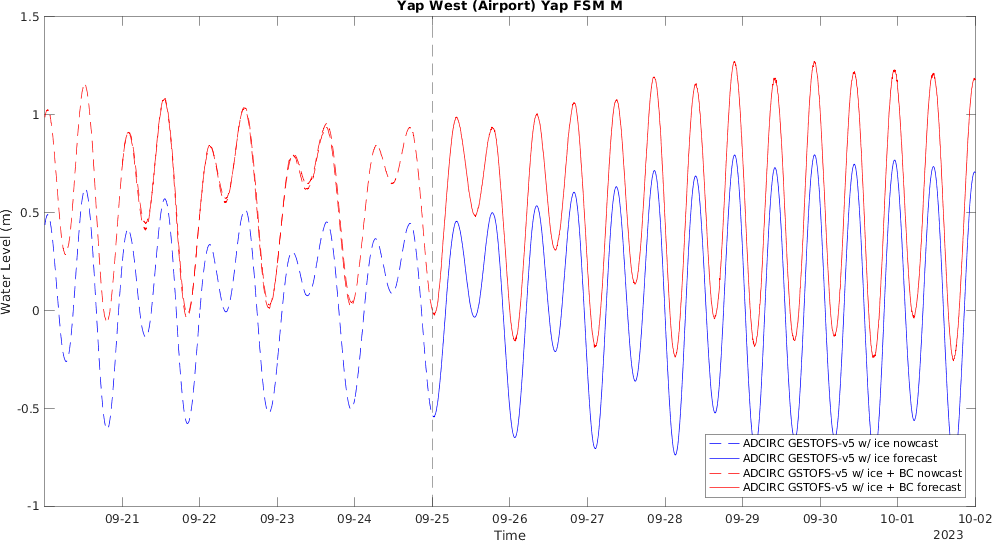 Yap West (Airport) Yap FSM M
1.5
1
0.5
0
-0.5
-1
Water Level (m)
09-21 09-22 09-23 09-24 09-25 09-26 09-27 09-28 09-29 09-30 10-01 10-02
2023
Time
ADCIRC GESTOFS-v5 w/ ice nowcast
ADCIRC GESTOFS-v5 w/ ice forecast
ADCIRC GSTOFS-v5 w/ ice + BC nowcast
ADCIRC GSTOFS-v5 w/ ice + BC forecast